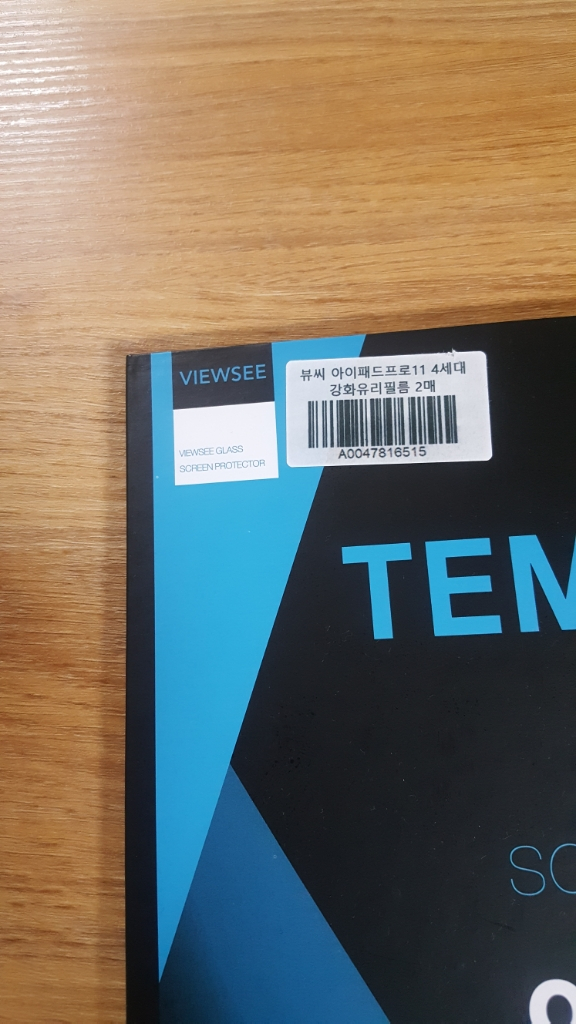 VIEWSEE
VIEWSEE GLASS
SCREEN PROTECTOR
뷰씨 아이패드프로11 4세대
강화유리필름 2매
A0047816515
TEM
SC